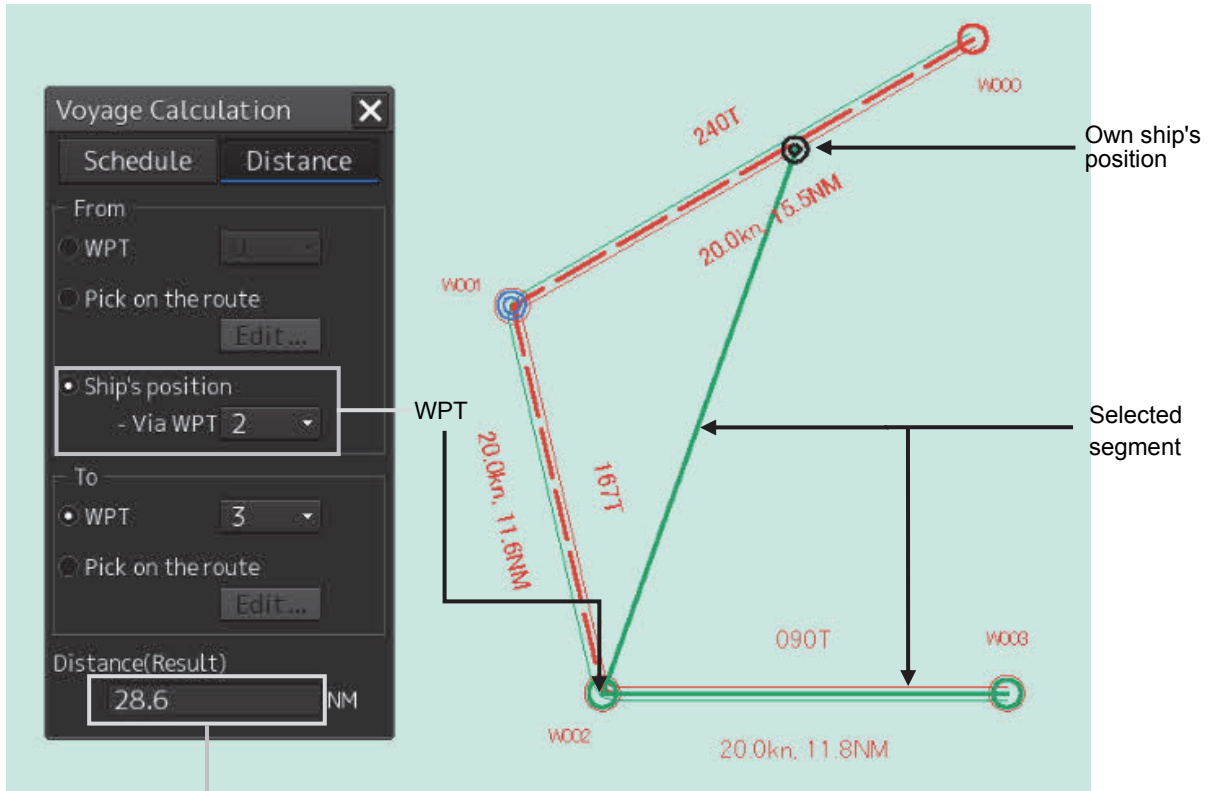 Voyage Calculation
Schedule Distance
From
WPT
Pick on the route
Edit...
Ship's position
- Via WPT 2
To
WPT 3
Pick on the route
Edit...
Distance(Result)
28.6 NM
WPT
W000
240T
20.0kn, 15.5NM
Own ship's
position
W001
Selected
segment
20.0kn, 11.6NM
167T
090T
W003
W002
20.0kn, 11.8NM